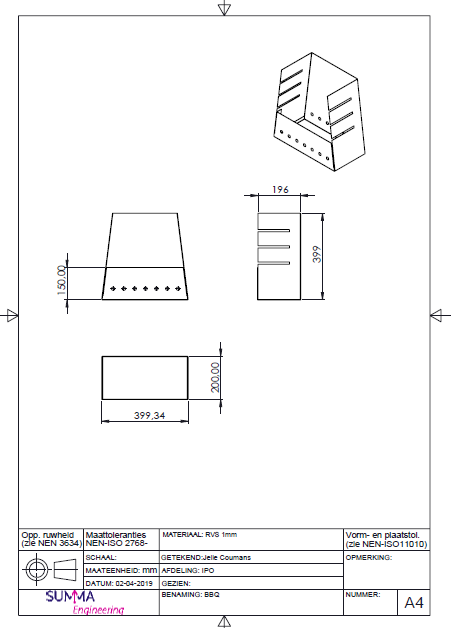 196
399
150.00
200.00
399,34
Opp. ruwheid
(zie NEN 3634)
Maattoleranties
NEN-ISO 2768-
MATERIAAL: RVS 1mm
Vorm- en plaatstol.
(zie NEN-ISO11010)
SCHAAL:
GETEKEND:Jelle Coumans
OPMERKING:
MAATEENHEID: mm
AFDELING: IPO
DATUM: 02-04-2019
GEZIEN:
SUMMA
Engineering
BENAMING: BBQ
NUMMER:
A4